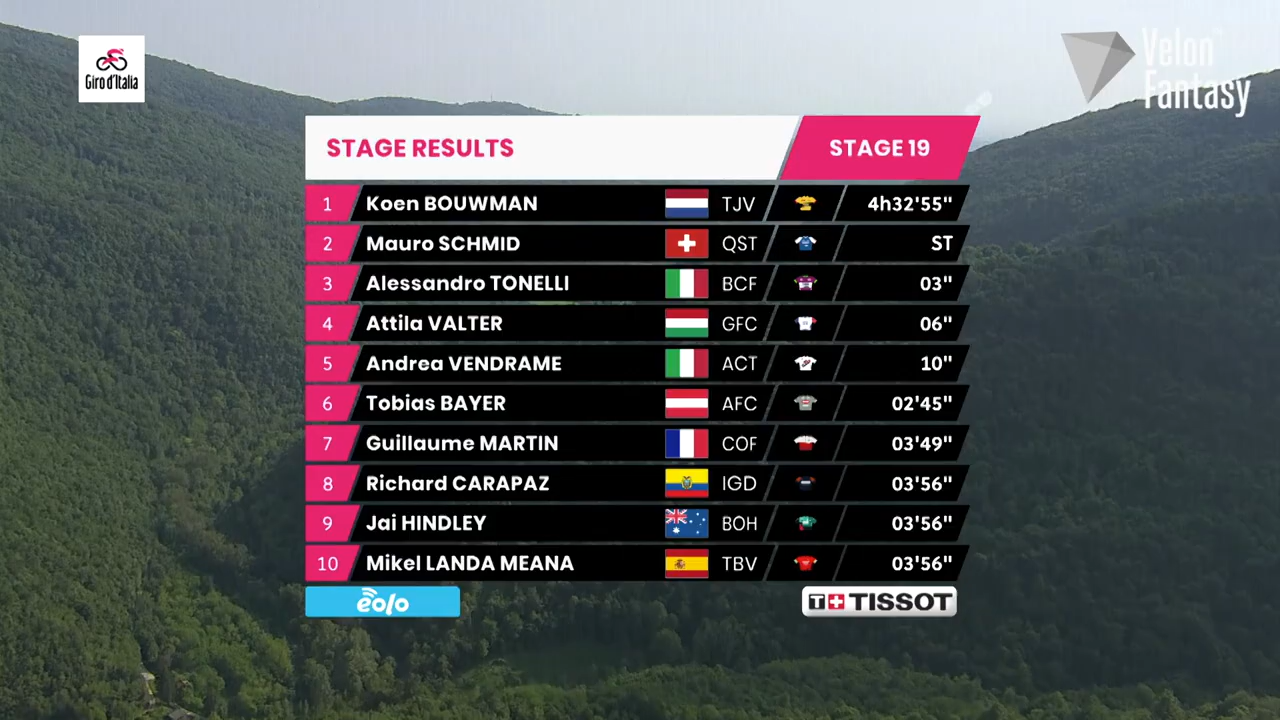 Giro d'Italia
Velon
Fantasy
STAGE RESULTS STAGE 19
1 Koen BOUWMAN TJV 4h32'55"
2 Mauro SCHMID QST ST
3 Alessandro TONELLI BCF 03"
4 Attila VALTER GFC 06"
5 Andrea VENDRAME ACT 10"
6 Tobias BAYER AFC 02'45"
7 Guillaume MARTIN COF 03'49"
8 Richard CARAPAZ IGD 03'56"
9 Jai HINDLEY BOH 03'56"
10 Mikel LANDA MEANA TBV 03'56"
eolo T+ TISSOT